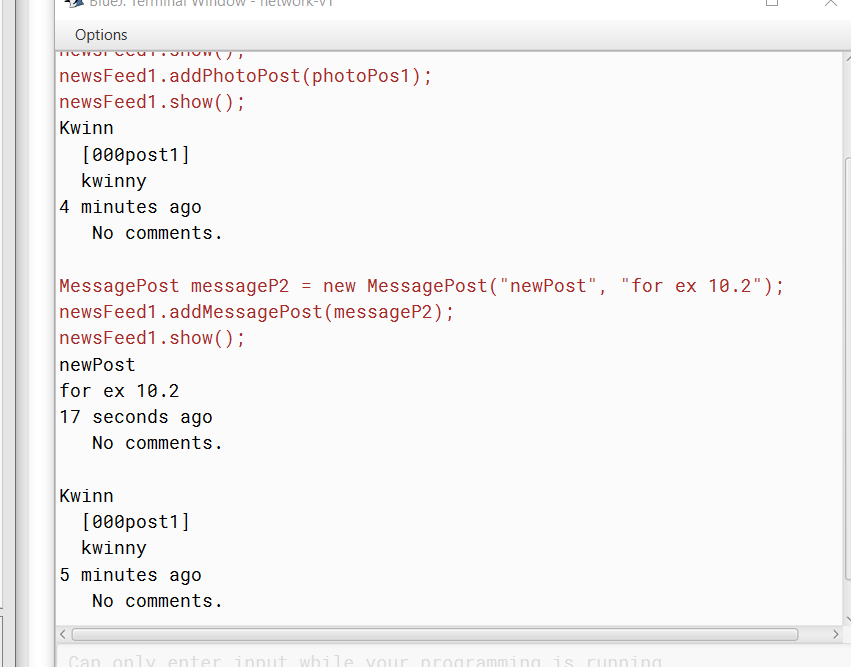 BlueJ: Terminal Window - network-v1
Options
newsFeed1.show();
newsFeed1.addPhotoPost(photoPos1);
newsFeed1.show();
Kwinn
[000post1]
kwinny
4 minutes ago
No comments.
MessagePost messageP2 = new MessagePost("newPost", "for ex 10.2");
newsFeed1.addMessagePost(messageP2);
newsFeed1.show();
newPost
for ex 10.2
17 seconds ago
No comments.
Kwinn
[000post1]
kwinny
5 minutes ago
No comments.
Can only enter input while your programming is running